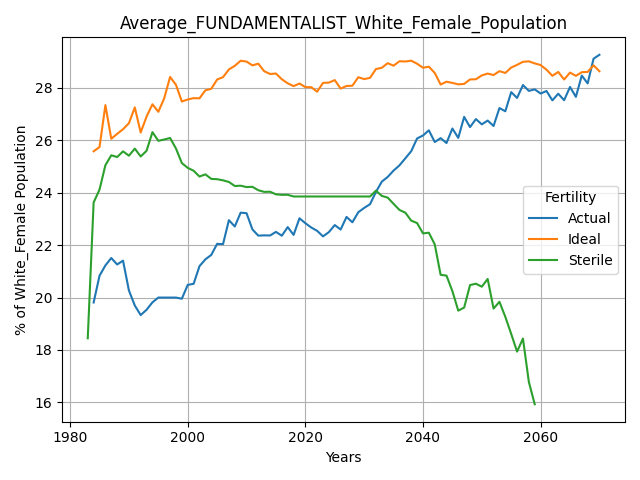 Average_FUNDAMENTALIST_White_Female_Population
% of White_Female Population
28
26
24
22
20
18
16
Fertility
Actual
Ideal
Sterile
1980
2000
2020
2040
2060
Years